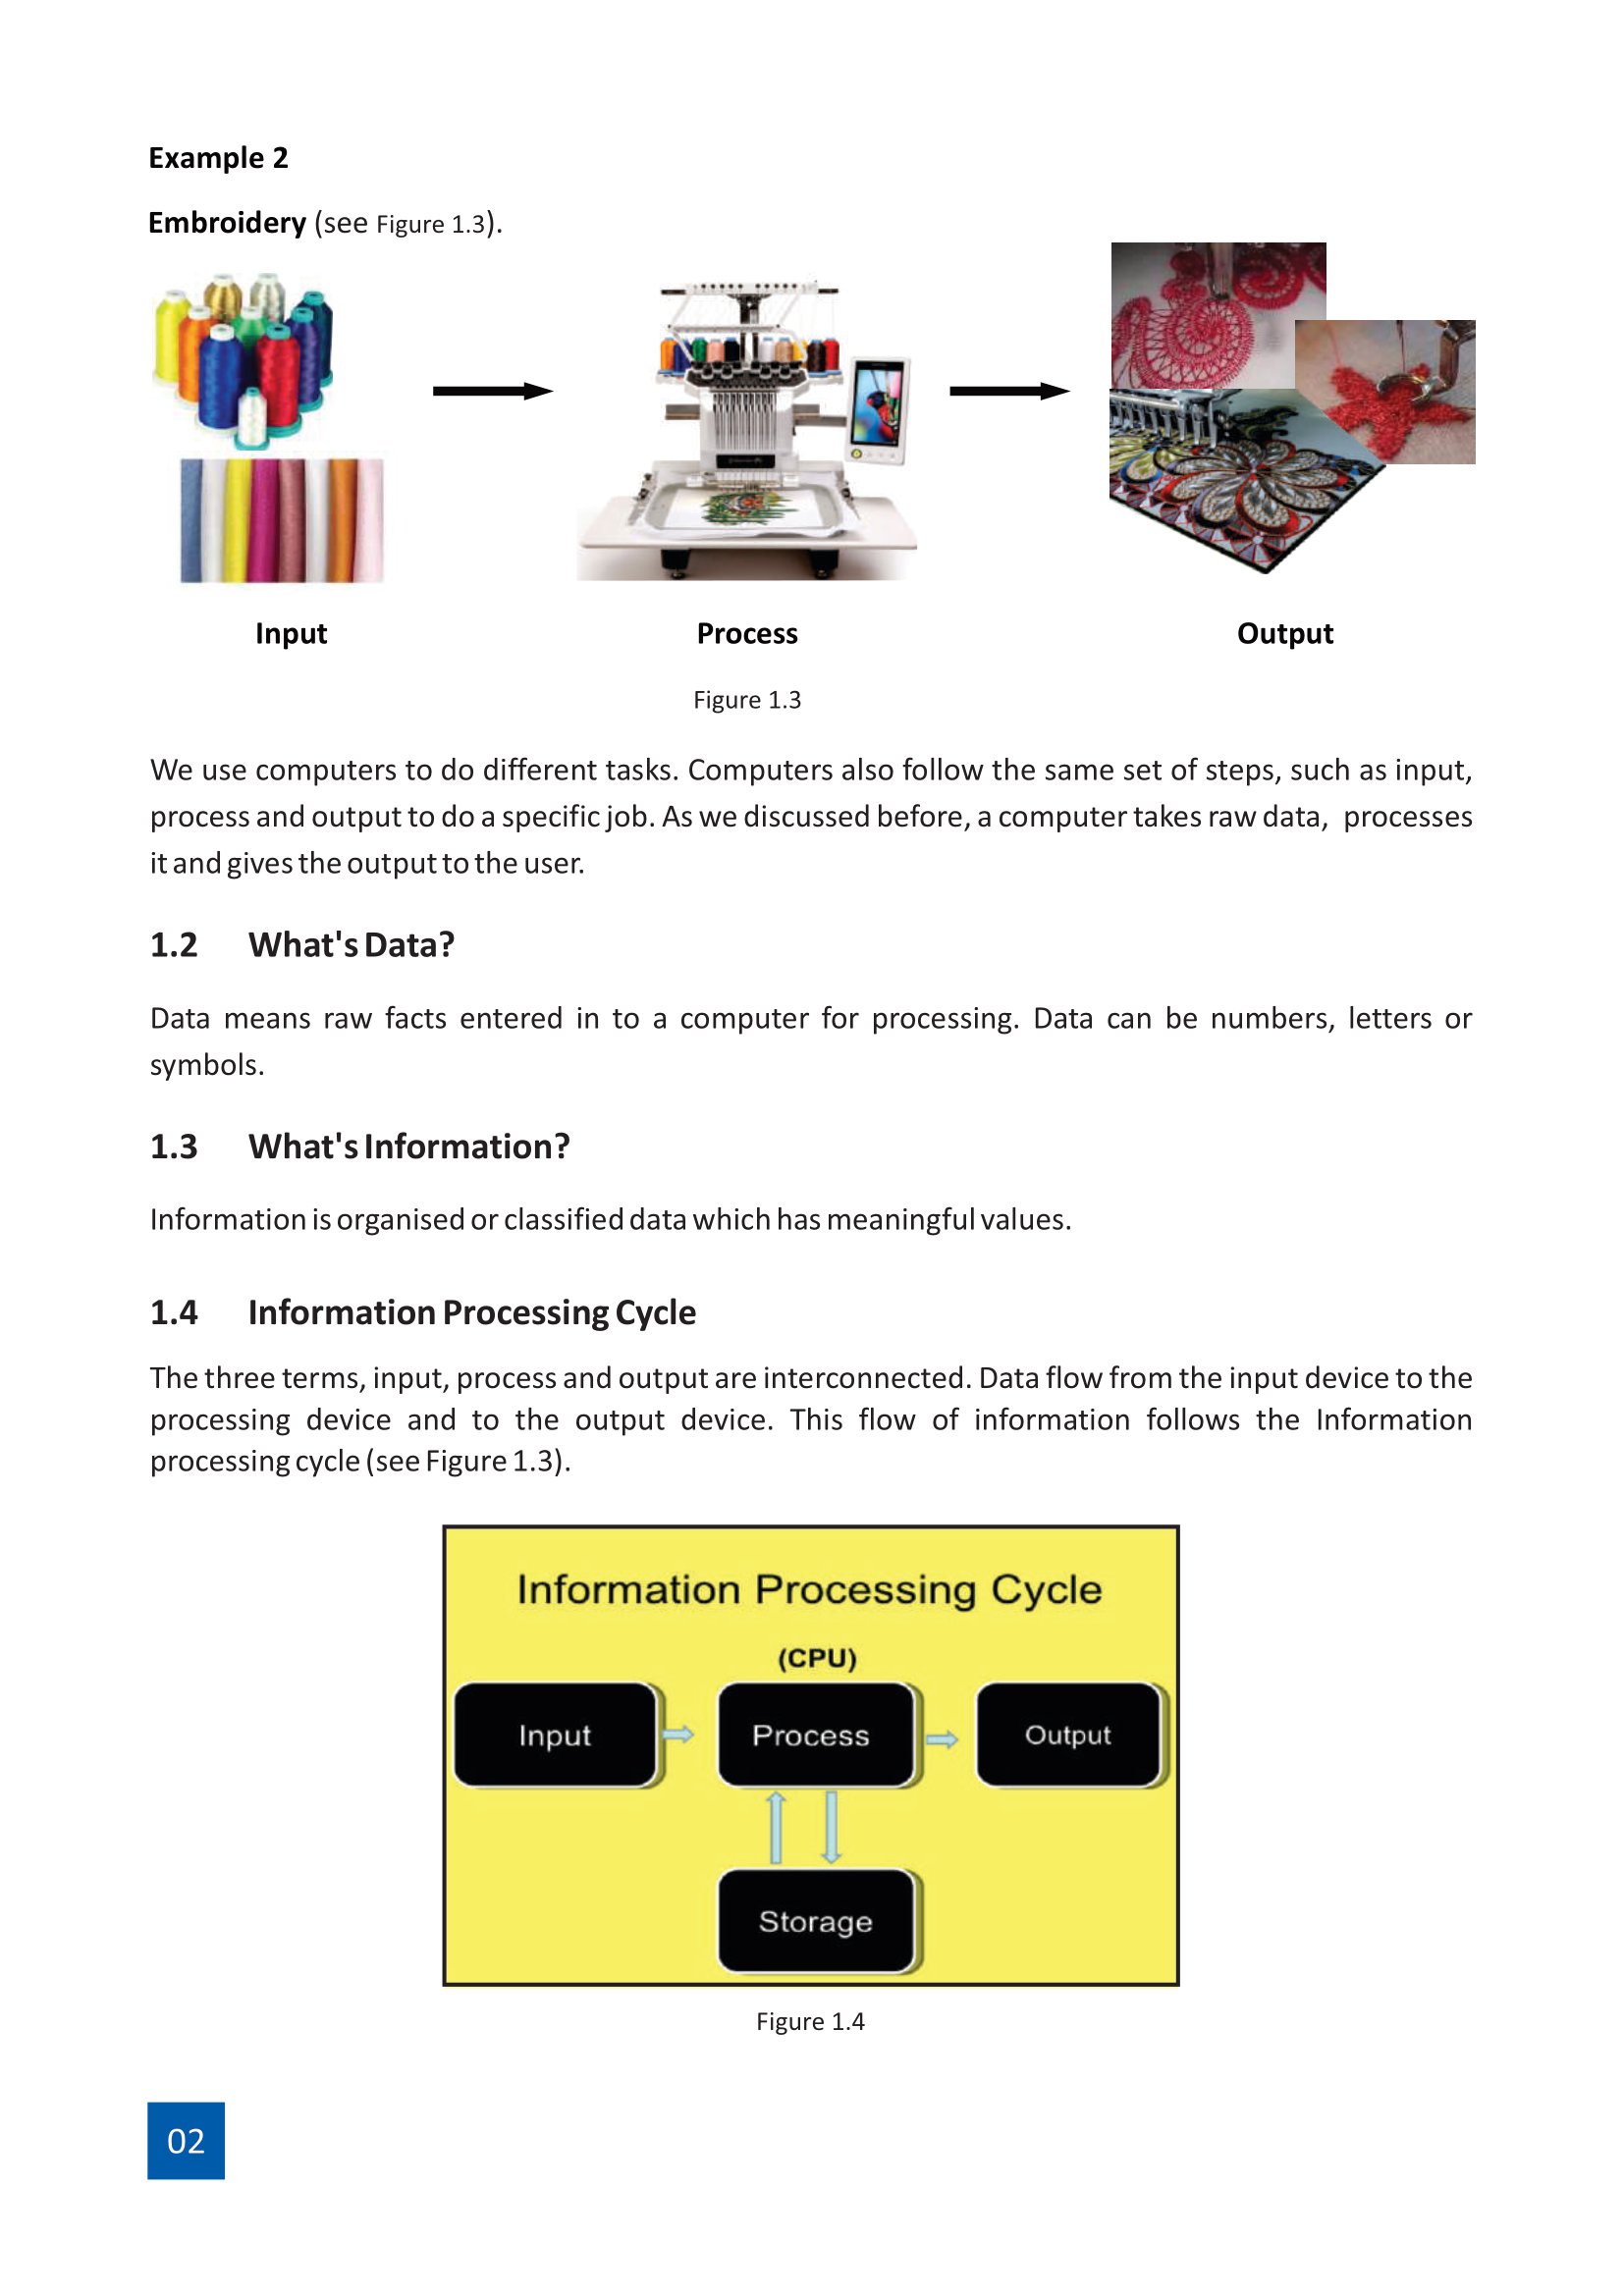 Example 2
Embroidery (see Figure 1.3).
Input
Process
Output
Figure 1.3
We use computers to do different tasks. Computers also follow the same set of steps, such as input,
process and output to do a specific job. As we discussed before, a computer takes raw data, processes
it and gives the output to the user.
1.2 What's Data?
Data means raw facts entered in to a computer for processing. Data can be numbers, letters or
symbols.
1.3 What's Information?
Information is organised or classified data which has meaningful values.
1.4 Information Processing Cycle
The three terms, input, process and output are interconnected. Data flow from the input device to the
processing device and to the output device. This flow of information follows the Information
processing cycle (see Figure 1.3).
Information Processing Cycle
(CPU)
Input
Process
Output
Storage
Figure 1.4
02